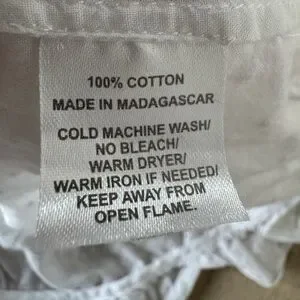 100% COTTON
MADE IN MADAGASCAR
COLD MACHINE WASH/
NO BLEACH/
WARM DRYER/
WARM IRON IF NEEDED/
KEEP AWAY FROM
OPEN FLAME.